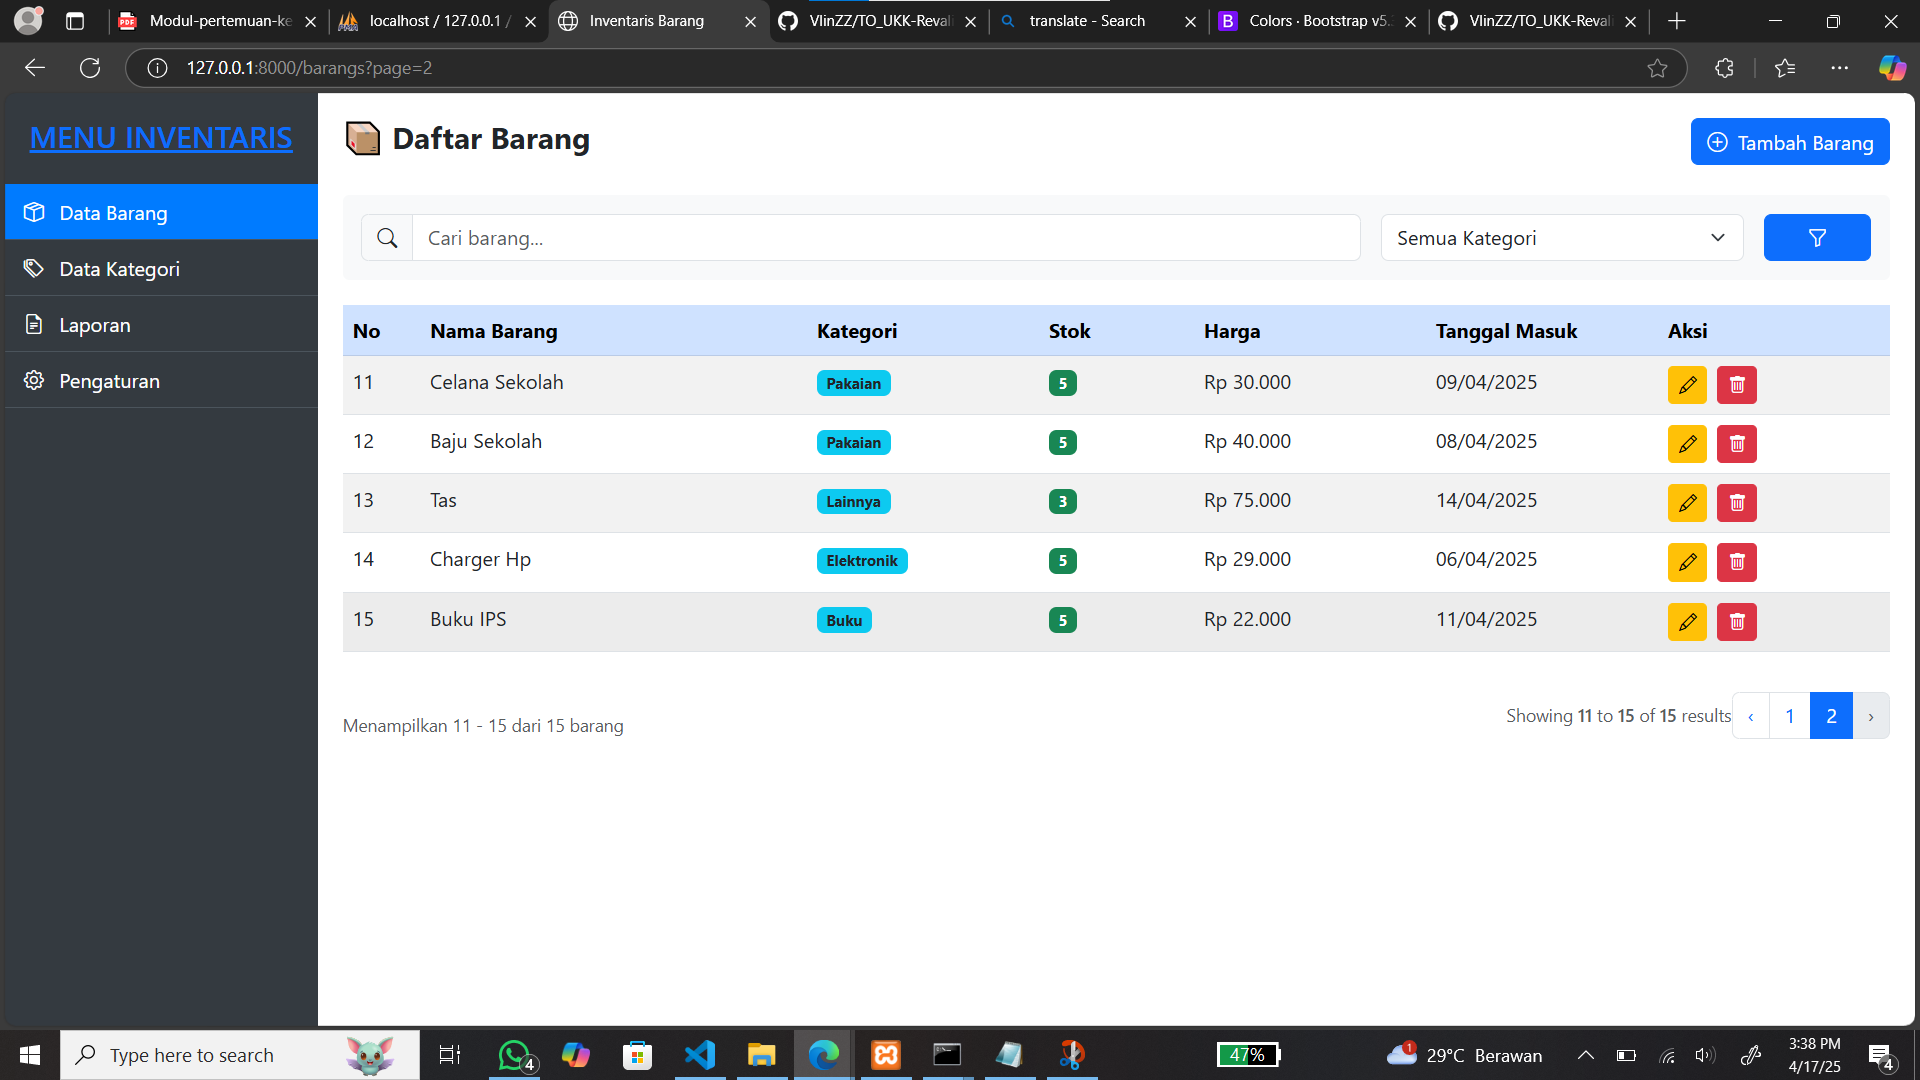 Modul-pertemuan-ke
localhost / 127.0.0.1 /
Inventaris Barang
VlinZZ/TO_UKK-Revali
translate - Search
Colors · Bootstrap v5.3
VlinZZ/TO_UKK-Revali
127.0.0.1:8000/barangs?page=2
MENU INVENTARIS
Data Barang
Data Kategori
Laporan
Pengaturan
Daftar Barang
Tambah Barang
Cari barang...
Semua Kategori
No Nama Barang Kategori Stok Harga Tanggal Masuk Aksi
11 Celana Sekolah Pakaian 5 Rp 30.000 09/04/2025
12 Baju Sekolah Pakaian 5 Rp 40.000 08/04/2025
13 Tas Lainnya 3 Rp 75.000 14/04/2025
14 Charger Hp Elektronik 5 Rp 29.000 06/04/2025
15 Buku IPS Buku 5 Rp 22.000 11/04/2025
Menampilkan 11 - 15 dari 15 barang
Showing 11 to 15 of 15 results ‹ 1 2 ›
Type here to search
4
47%
1
29°C Berawan
3:38 PM
4/17/25
4